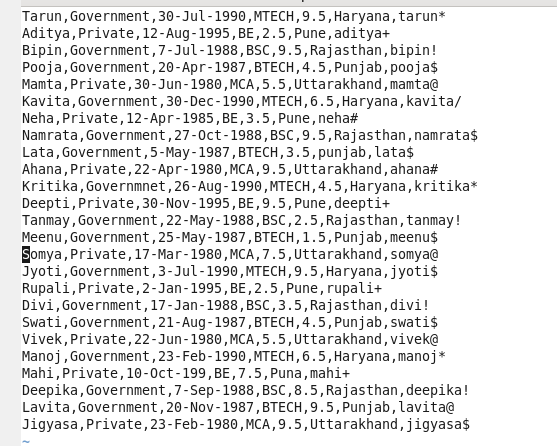 Tarun,Government,30-Jul-1990,MTECH,9.5,Haryana,tarun*
Aditya,Private,12-Aug-1995,BE,2.5,Pune,aditya+
Bipin,Government,7-Jul-1988,BSC,9.5,Rajasthan,bipin!
Pooja,Government,20-Apr-1987,BTECH,4.5,Punjab,pooja$
Mamta,Private,30-Jun-1980,MCA,5.5,Uttarakhand,mamta@
Kavita,Government,30-Dec-1990,MTECH,6.5,Haryana,kavita/
Neha,Private,12-Apr-1985,BE,3.5,Pune,neha#
Namrata,Government,27-Oct-1988,BSC,9.5,Rajasthan,namrata$
Lata,Government,5-May-1987,BTECH,3.5,punjab,lata$
Ahana,Private,22-Apr-1980,MCA,9.5,Uttarakhand,ahana#
Kritika,Governmnet,26-Aug-1990,MTECH,4.5,Haryana,kritika*
Deepti,Private,30-Nov-1995,BE,9.5,Pune,deepti+
Tanmay,Government,22-May-1988,BSC,2.5,Rajasthan,tanmay!
Meenu,Government,25-May-1987,BTECH,1.5,Punjab,meenu$
Somya,Private,17-Mar-1980,MCA,7.5,Uttarakhand,somya@
Jyoti,Government,3-Jul-1990,MTECH,9.5,Haryana,jyoti$
Rupali,Private,2-Jan-1995,BE,2.5,Pune,rupali+
Divi,Government,17-Jan-1988,BSC,3.5,Rajasthan,divi!
Swati,Government,21-Aug-1987,BTECH,4.5,Punjab,swati$
Vivek,Private,22-Jun-1980,MCA,5.5,Uttarakhand,vivek@
Manoj,Government,23-Feb-1990,MTECH,6.5,Haryana,manoj*
Mahi,Private,10-Oct-199,BE,7.5,Puna,mahi+
Deepika,Government,7-Sep-1988,BSC,8.5,Rajasthan,deepika!
Lavita,Government,20-Nov-1987,BTECH,9.5,Punjab,lavita@
Jigyasa,Private,23-Feb-1980,MCA,9.5,Uttarakhand,jigyasa$
~